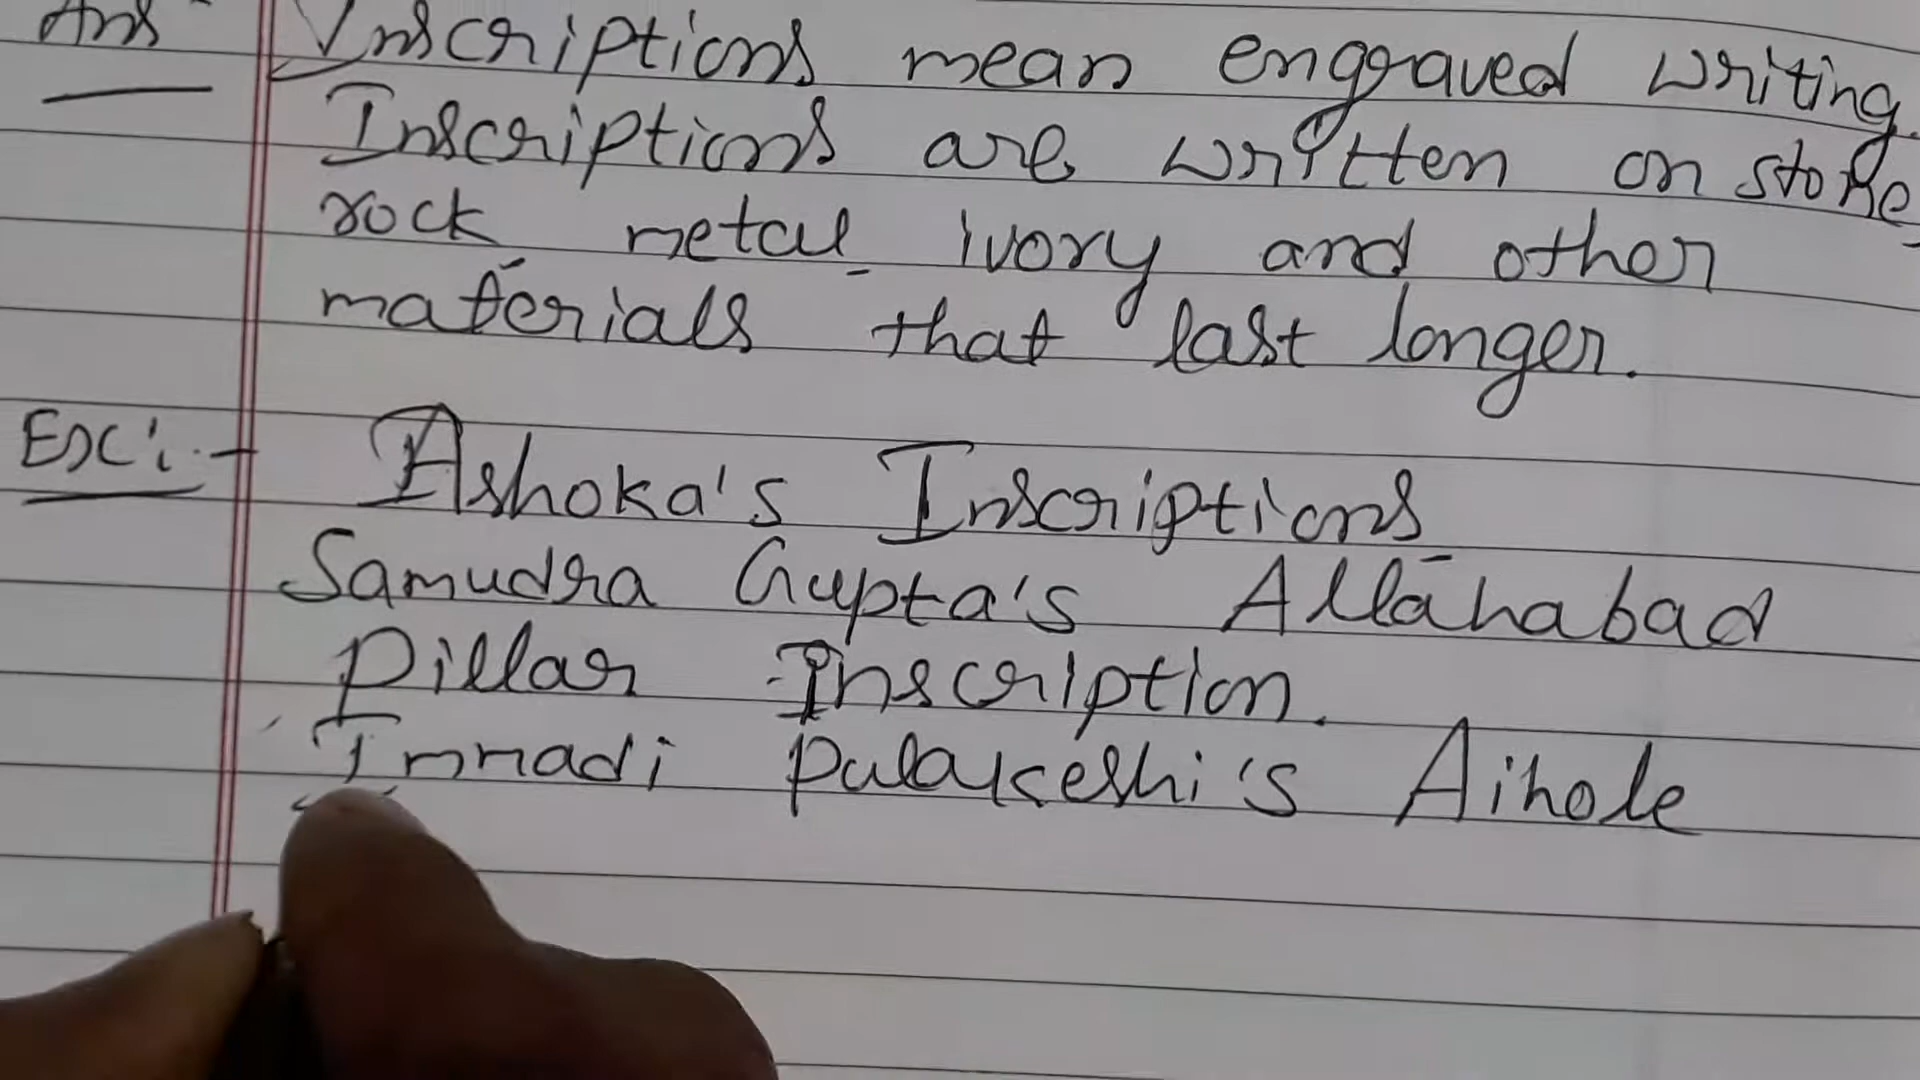 Ans Inscriptions mean engraved writing.
Inscriptions are written on stone,
rock metal, ivory and other
materials that last longer.
Ex:- Ashoka's Inscriptions
Samudra Gupta's Allahabad
Pillar Inscription.
Immadi Pulakeshi's Aihole